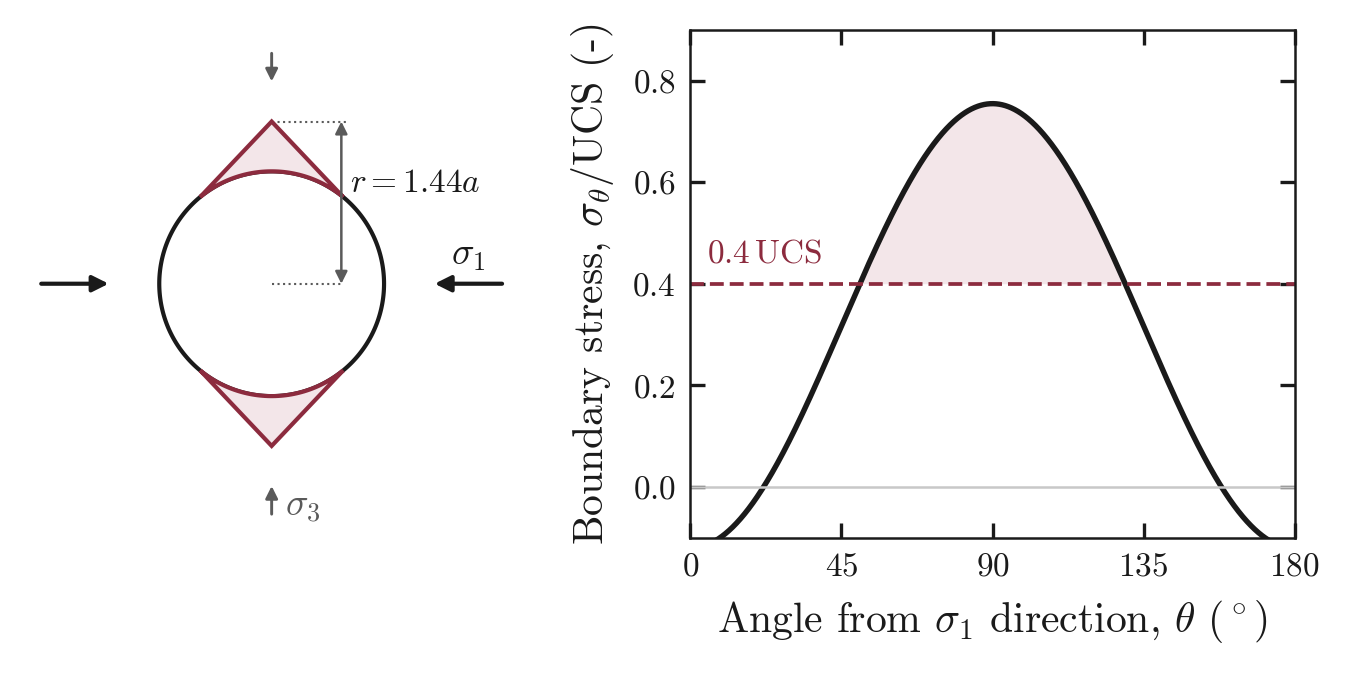 r = 1.44a
σ₁
σ₃
Boundary stress, σ_θ/UCS (-)
0.8
0.6
0.4
0.2
0.0
0.4 UCS
0 45 90 135 180
Angle from σ₁ direction, θ (°)